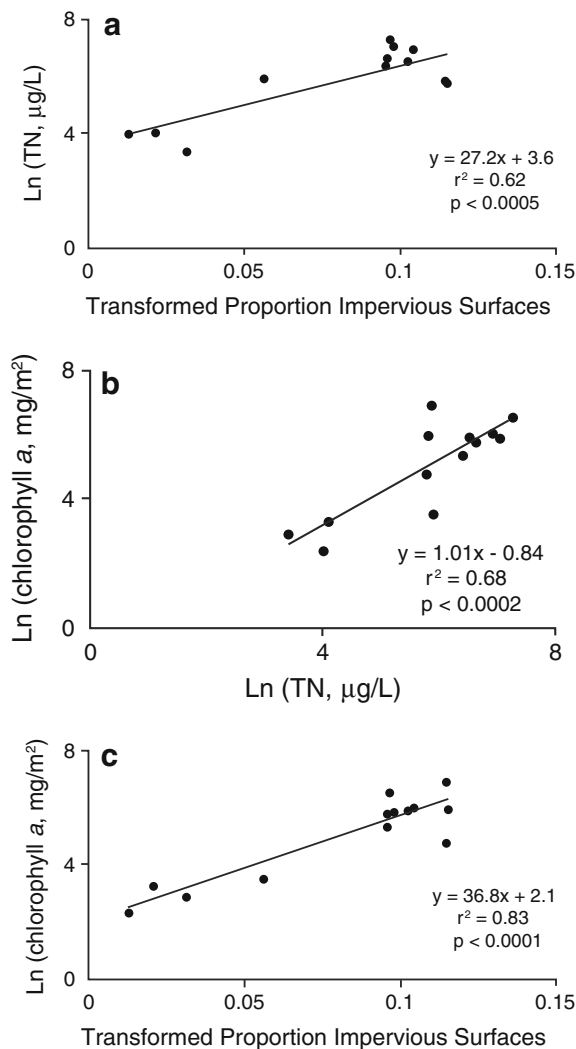 a
8
4
0
Ln (TN, µg/L)
y = 27.2x + 3.6
r² = 0.62
p < 0.0005
0 0.05 0.1 0.15
Transformed Proportion Impervious Surfaces
b
8
4
0
Ln (chlorophyll a, mg/m²)
y = 1.01x - 0.84
r² = 0.68
p < 0.0002
0 4 8
Ln (TN, µg/L)
c
8
4
0
Ln (chlorophyll a, mg/m²)
y = 36.8x + 2.1
r² = 0.83
p < 0.0001
0 0.05 0.1 0.15
Transformed Proportion Impervious Surfaces